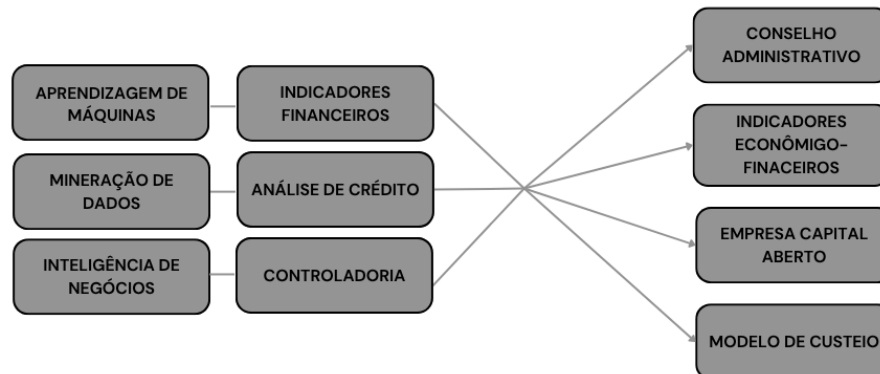 APRENDIZAGEM DE
MÁQUINAS
INDICADORES
FINANCEIROS
MINERAÇÃO DE
DADOS
ANÁLISE DE CRÉDITO
INTELIGÊNCIA DE
NEGÓCIOS
CONTROLADORIA
CONSELHO
ADMINISTRATIVO
INDICADORES
ECONÔMIGO-
FINACEIROS
EMPRESA CAPITAL
ABERTO
MODELO DE CUSTEIO